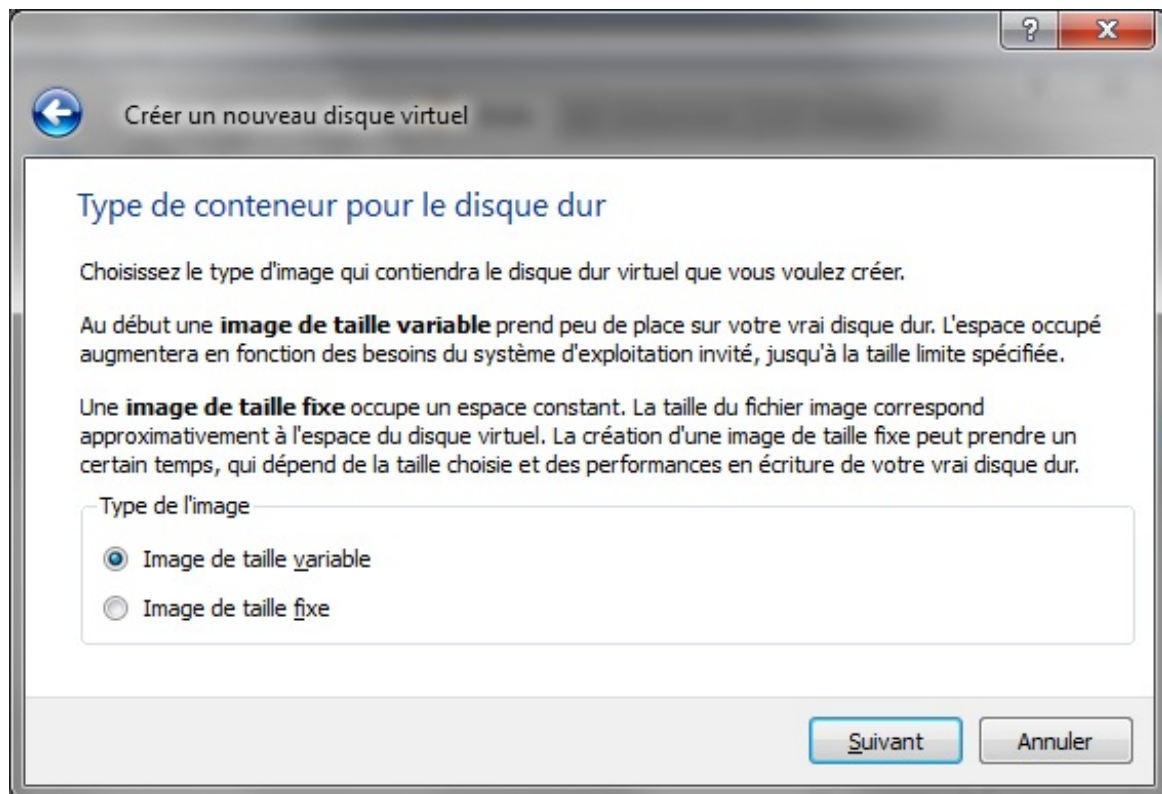 ?
Créer un nouveau disque virtuel
Type de conteneur pour le disque dur
Choisissez le type d'image qui contiendra le disque dur virtuel que vous voulez créer.
Au début une image de taille variable prend peu de place sur votre vrai disque dur. L'espace occupé
augmentera en fonction des besoins du système d'exploitation invité, jusqu'à la taille limite spécifiée.
Une image de taille fixe occupe un espace constant. La taille du fichier image correspond
approximativement à l'espace du disque virtuel. La création d'une image de taille fixe peut prendre un
certain temps, qui dépend de la taille choisie et des performances en écriture de votre vrai disque dur.
Type de l'image
Image de taille variable
Image de taille fixe
Suivant
Annuler